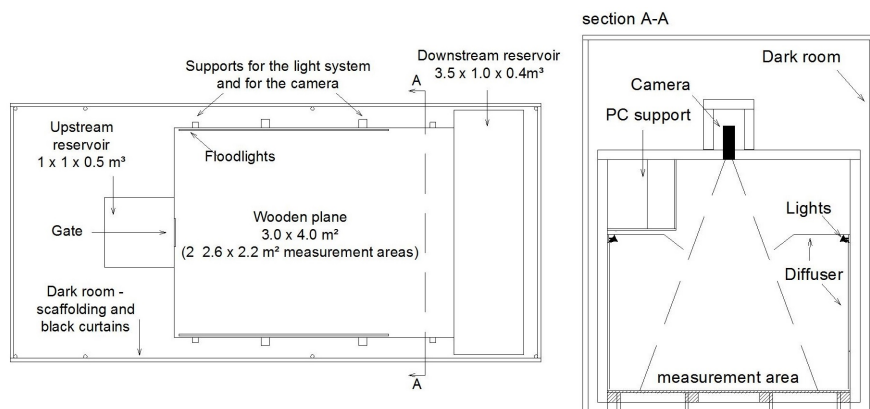 Supports for the light system
and for the camera
A
Downstream reservoir
3.5 x 1.0 x 0.4m³
Upstream
reservoir
1 x 1 x 0.5 m³
Floodlights
Gate
Wooden plane
3.0 x 4.0 m²
(2 2.6 x 2.2 m² measurement areas)
Dark room -
scaffolding and
black curtains
A
section A-A
Dark room
Camera
PC support
Lights
Diffuser
measurement area